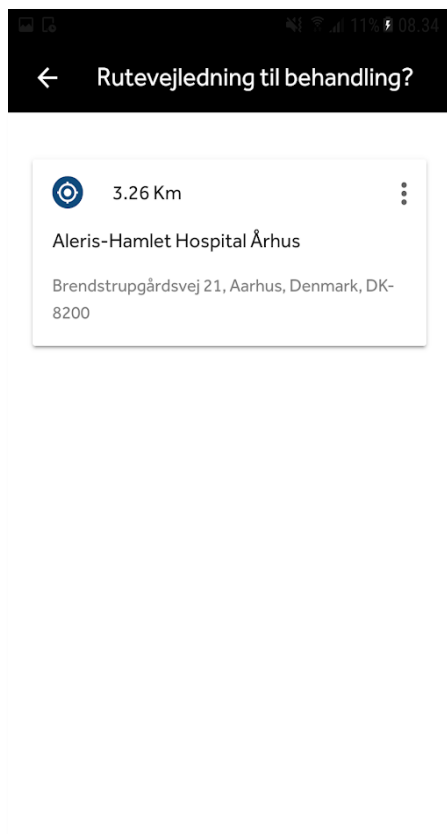 11% 08.34
Rutevejledning til behandling?
3.26 Km
Aleris-Hamlet Hospital Århus
Brendstrupgårdsvej 21, Aarhus, Denmark, DK-
8200